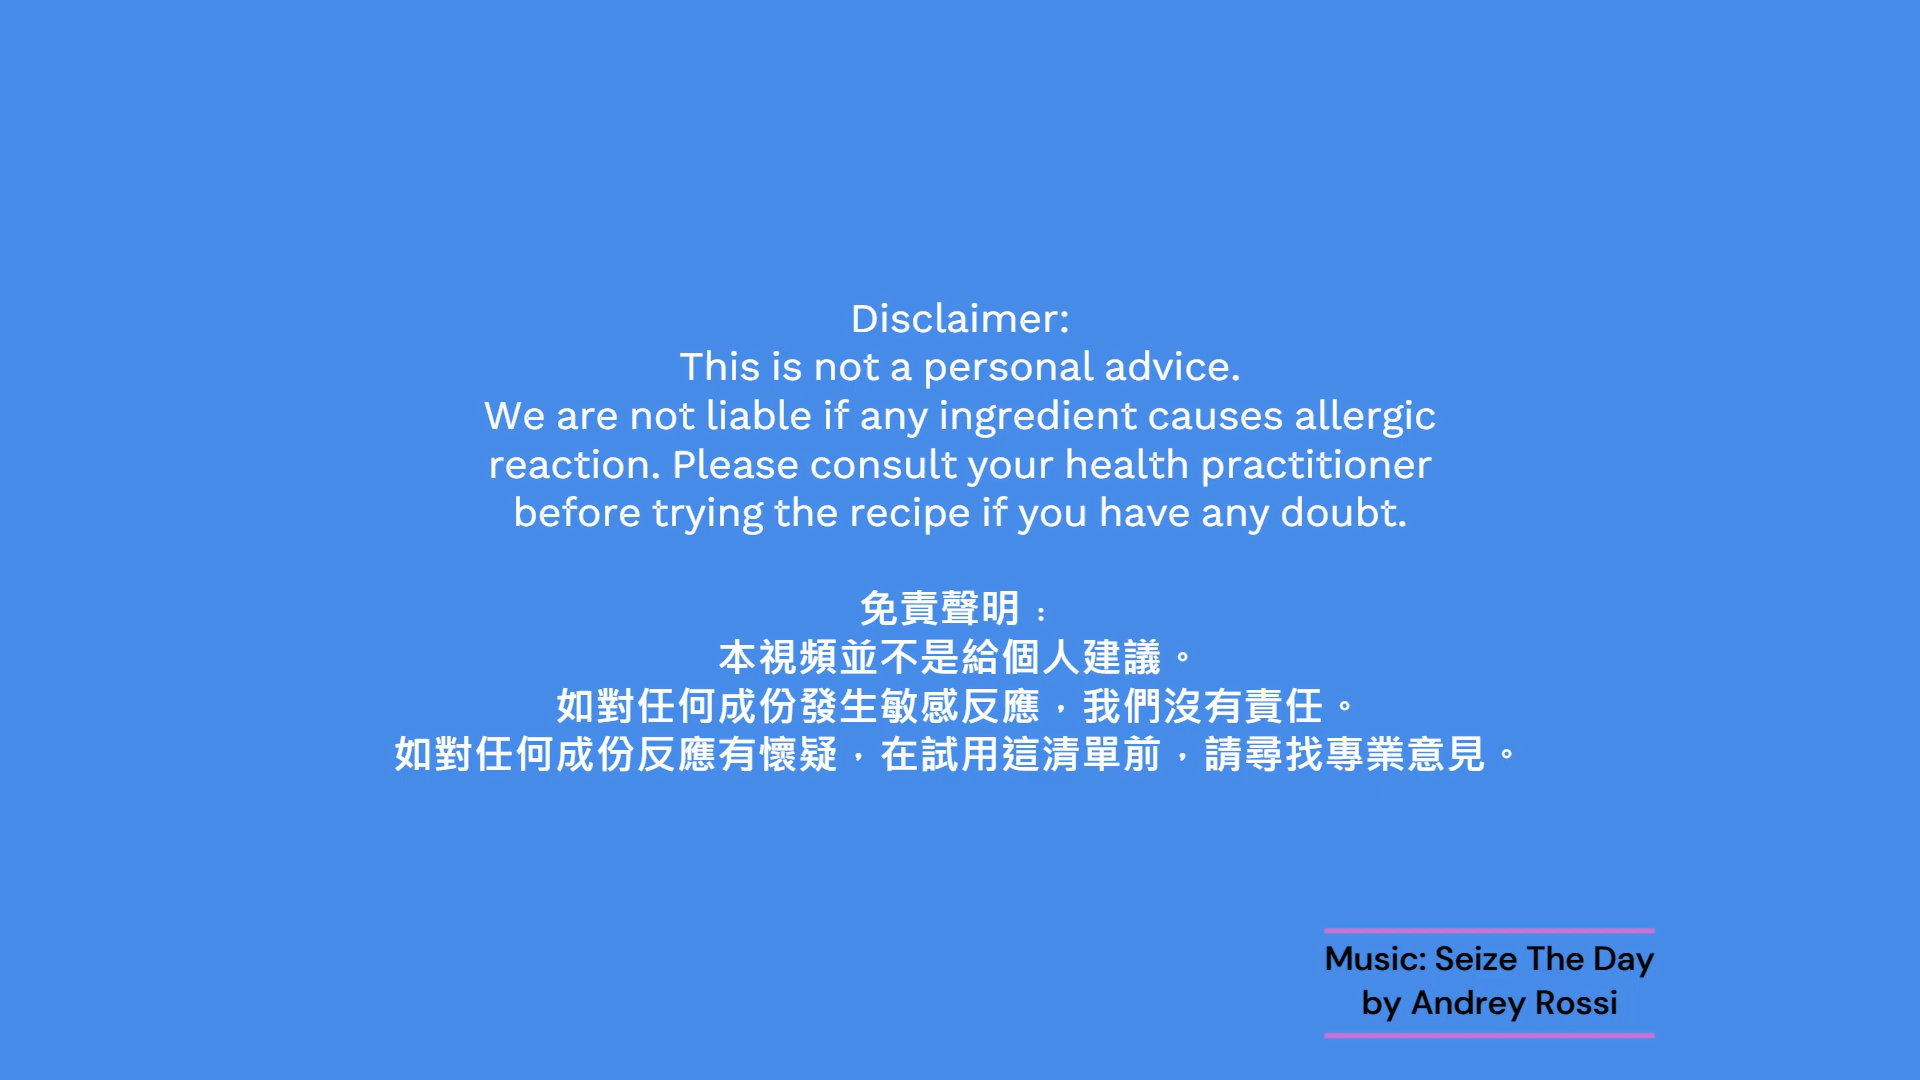 Disclaimer:
This is not a personal advice.
We are not liable if any ingredient causes allergic
reaction. Please consult your health practitioner
before trying the recipe if you have any doubt.
免責聲明：
本視頻並不是給個人建議。
如對任何成份發生敏感反應，我們沒有責任。
如對任何成份反應有懷疑，在試用這清單前，請尋找專業意見。
Music: Seize The Day
by Andrey Rossi